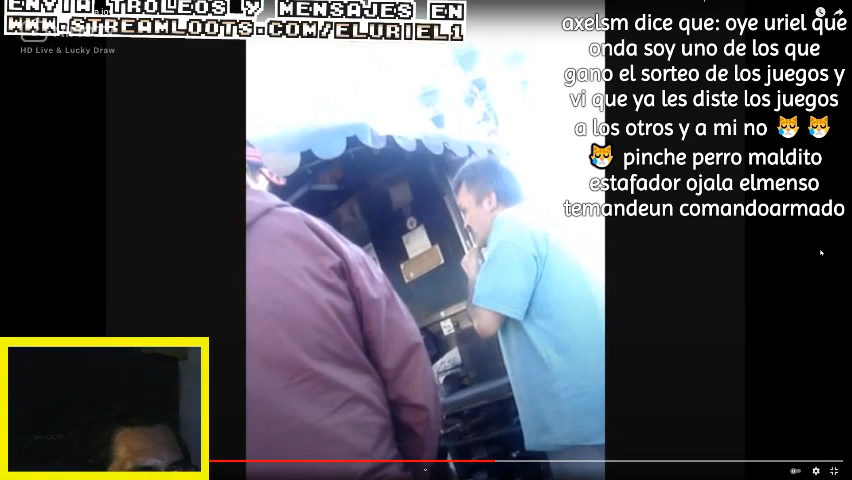 ENVIA TROLLEOS Y MENSAJES EN
WWW.STREAMLOOTS.COM/ELURIEL1
HD Live & Lucky Draw
axelsm dice que: oye uriel que
onda soy uno de los que
gano el sorteo de los juegos y
vi que ya les diste los juegos
a los otros y a mi no 😿 😿
😿 pinche perro maldito
estafador ojala elmenso
temandeun comandoarmado